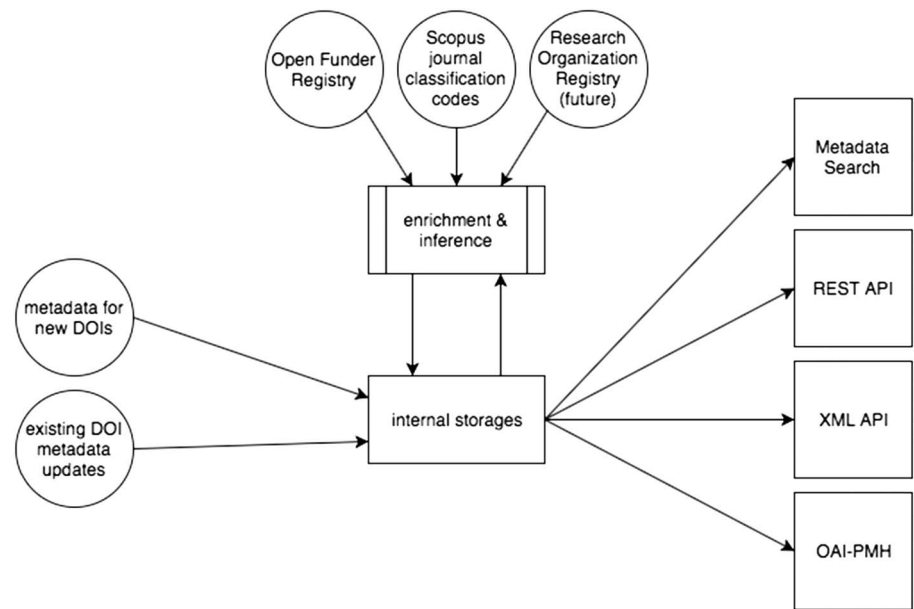 Open Funder
Registry
Scopus
journal
classification
codes
Research
Organization
Registry
(future)
Metadata
Search
enrichment &
inference
metadata for
new DOIs
REST API
existing DOI
metadata
updates
internal storages
XML API
OAI-PMH